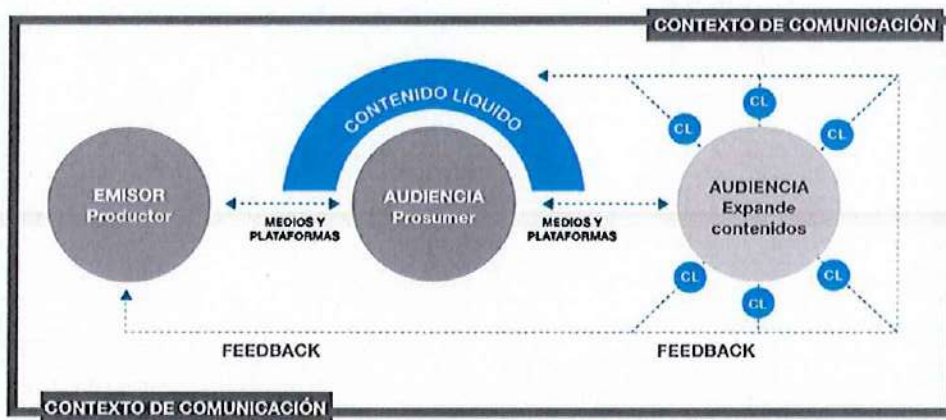 CONTEXTO DE COMUNICACIÓN
CONTENIDO LÍQUIDO
CL
CL
CL
EMISOR
Productor
MEDIOS Y
PLATAFORMAS
AUDIENCIA
Prosumer
MEDIOS Y
PLATAFORMAS
AUDIENCIA
Expande
contenidos
CL
CL
CL
FEEDBACK
FEEDBACK
CONTEXTO DE COMUNICACIÓN